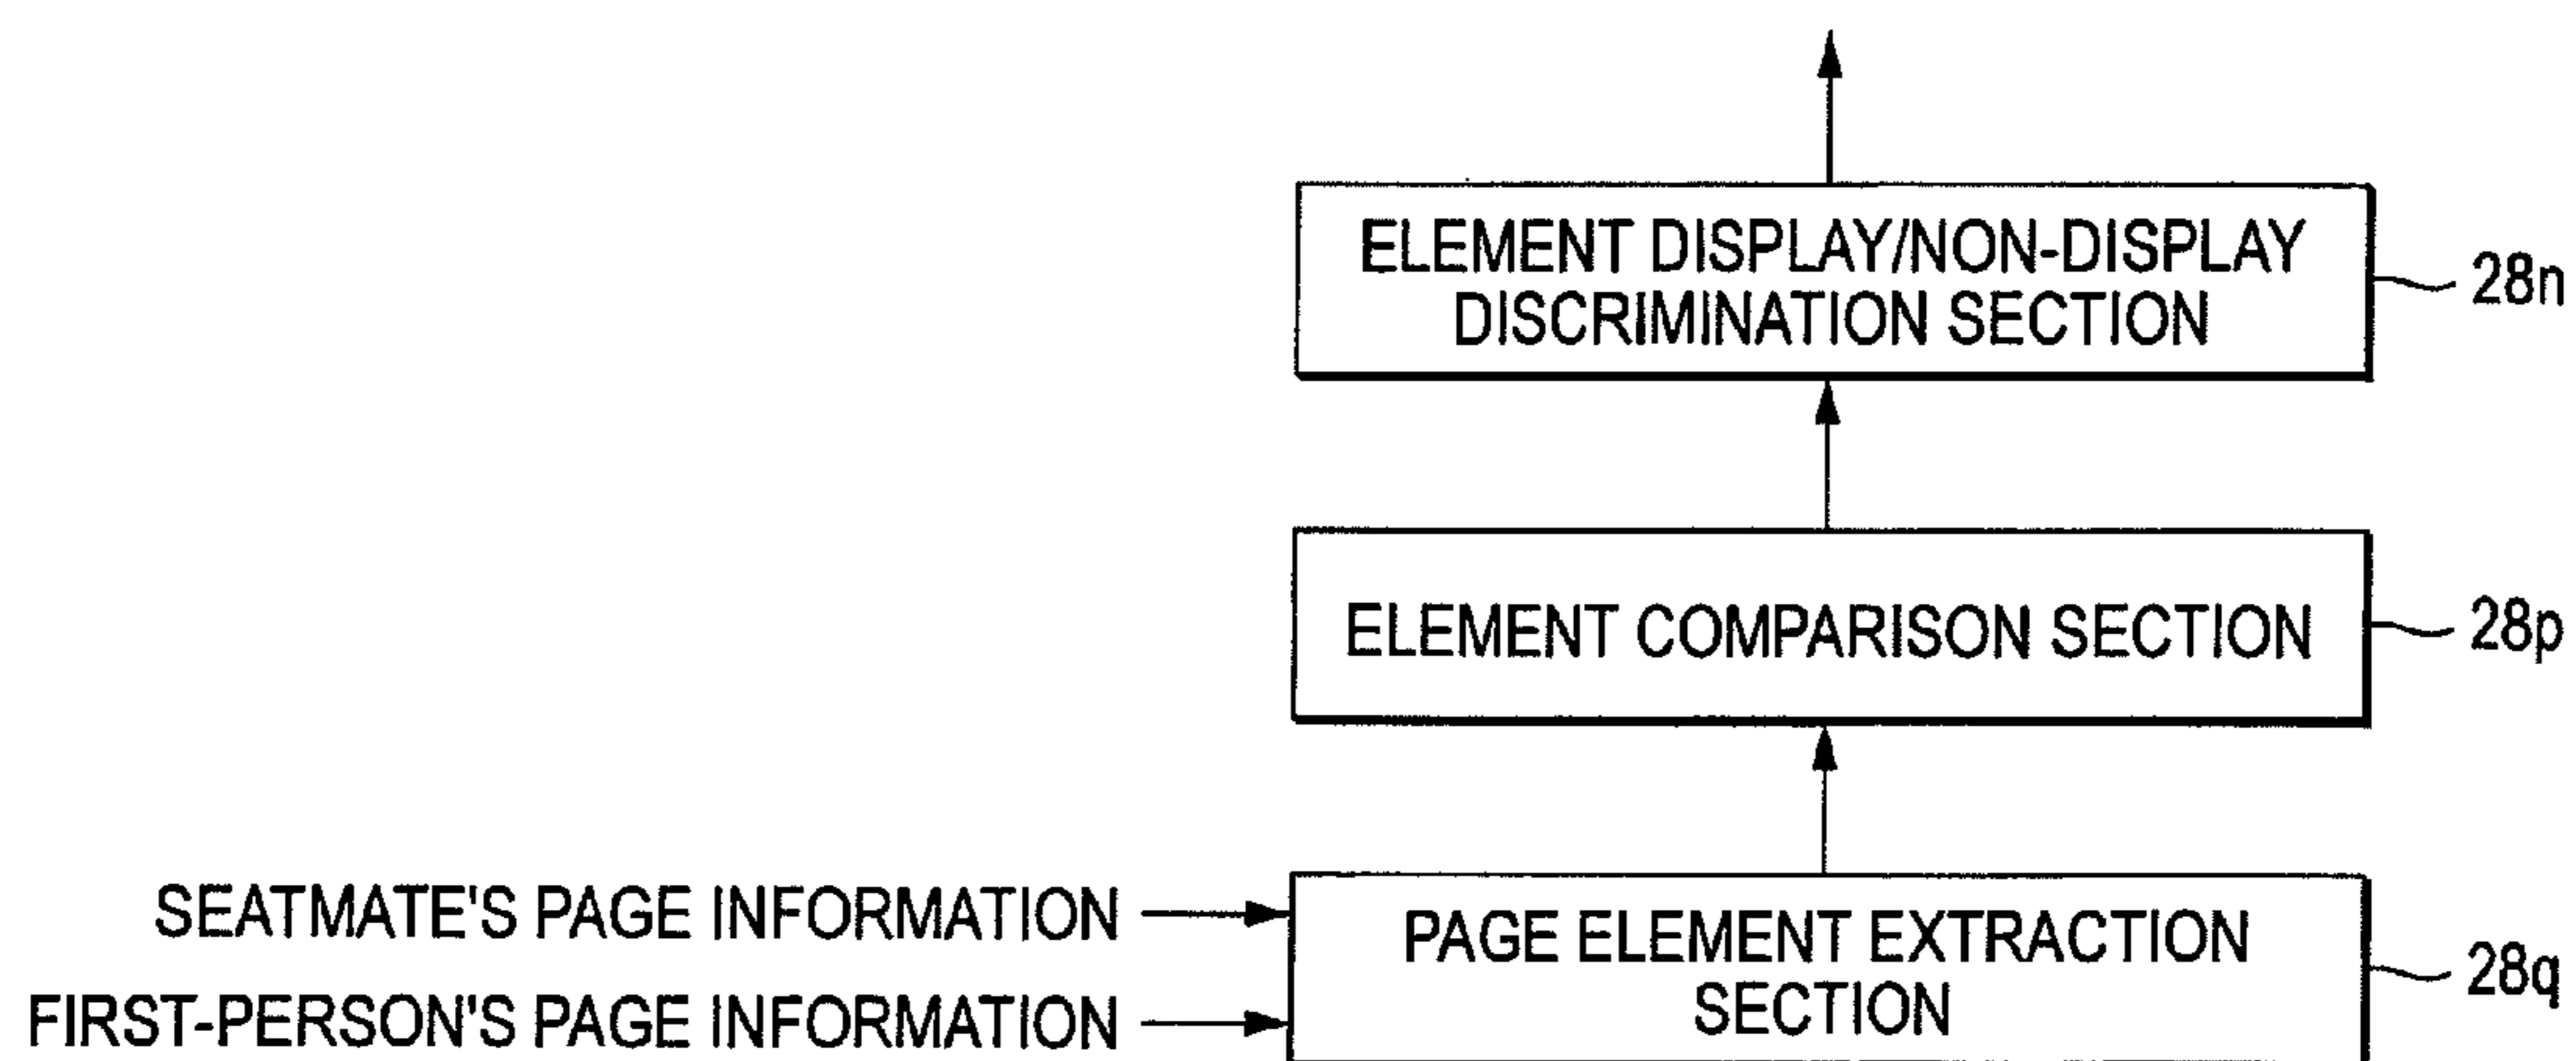 ELEMENT DISPLAY/NON-DISPLAY
DISCRIMINATION SECTION
28n
ELEMENT COMPARISON SECTION
28p
SEATMATE'S PAGE INFORMATION
FIRST-PERSON'S PAGE INFORMATION
PAGE ELEMENT EXTRACTION
SECTION
28q